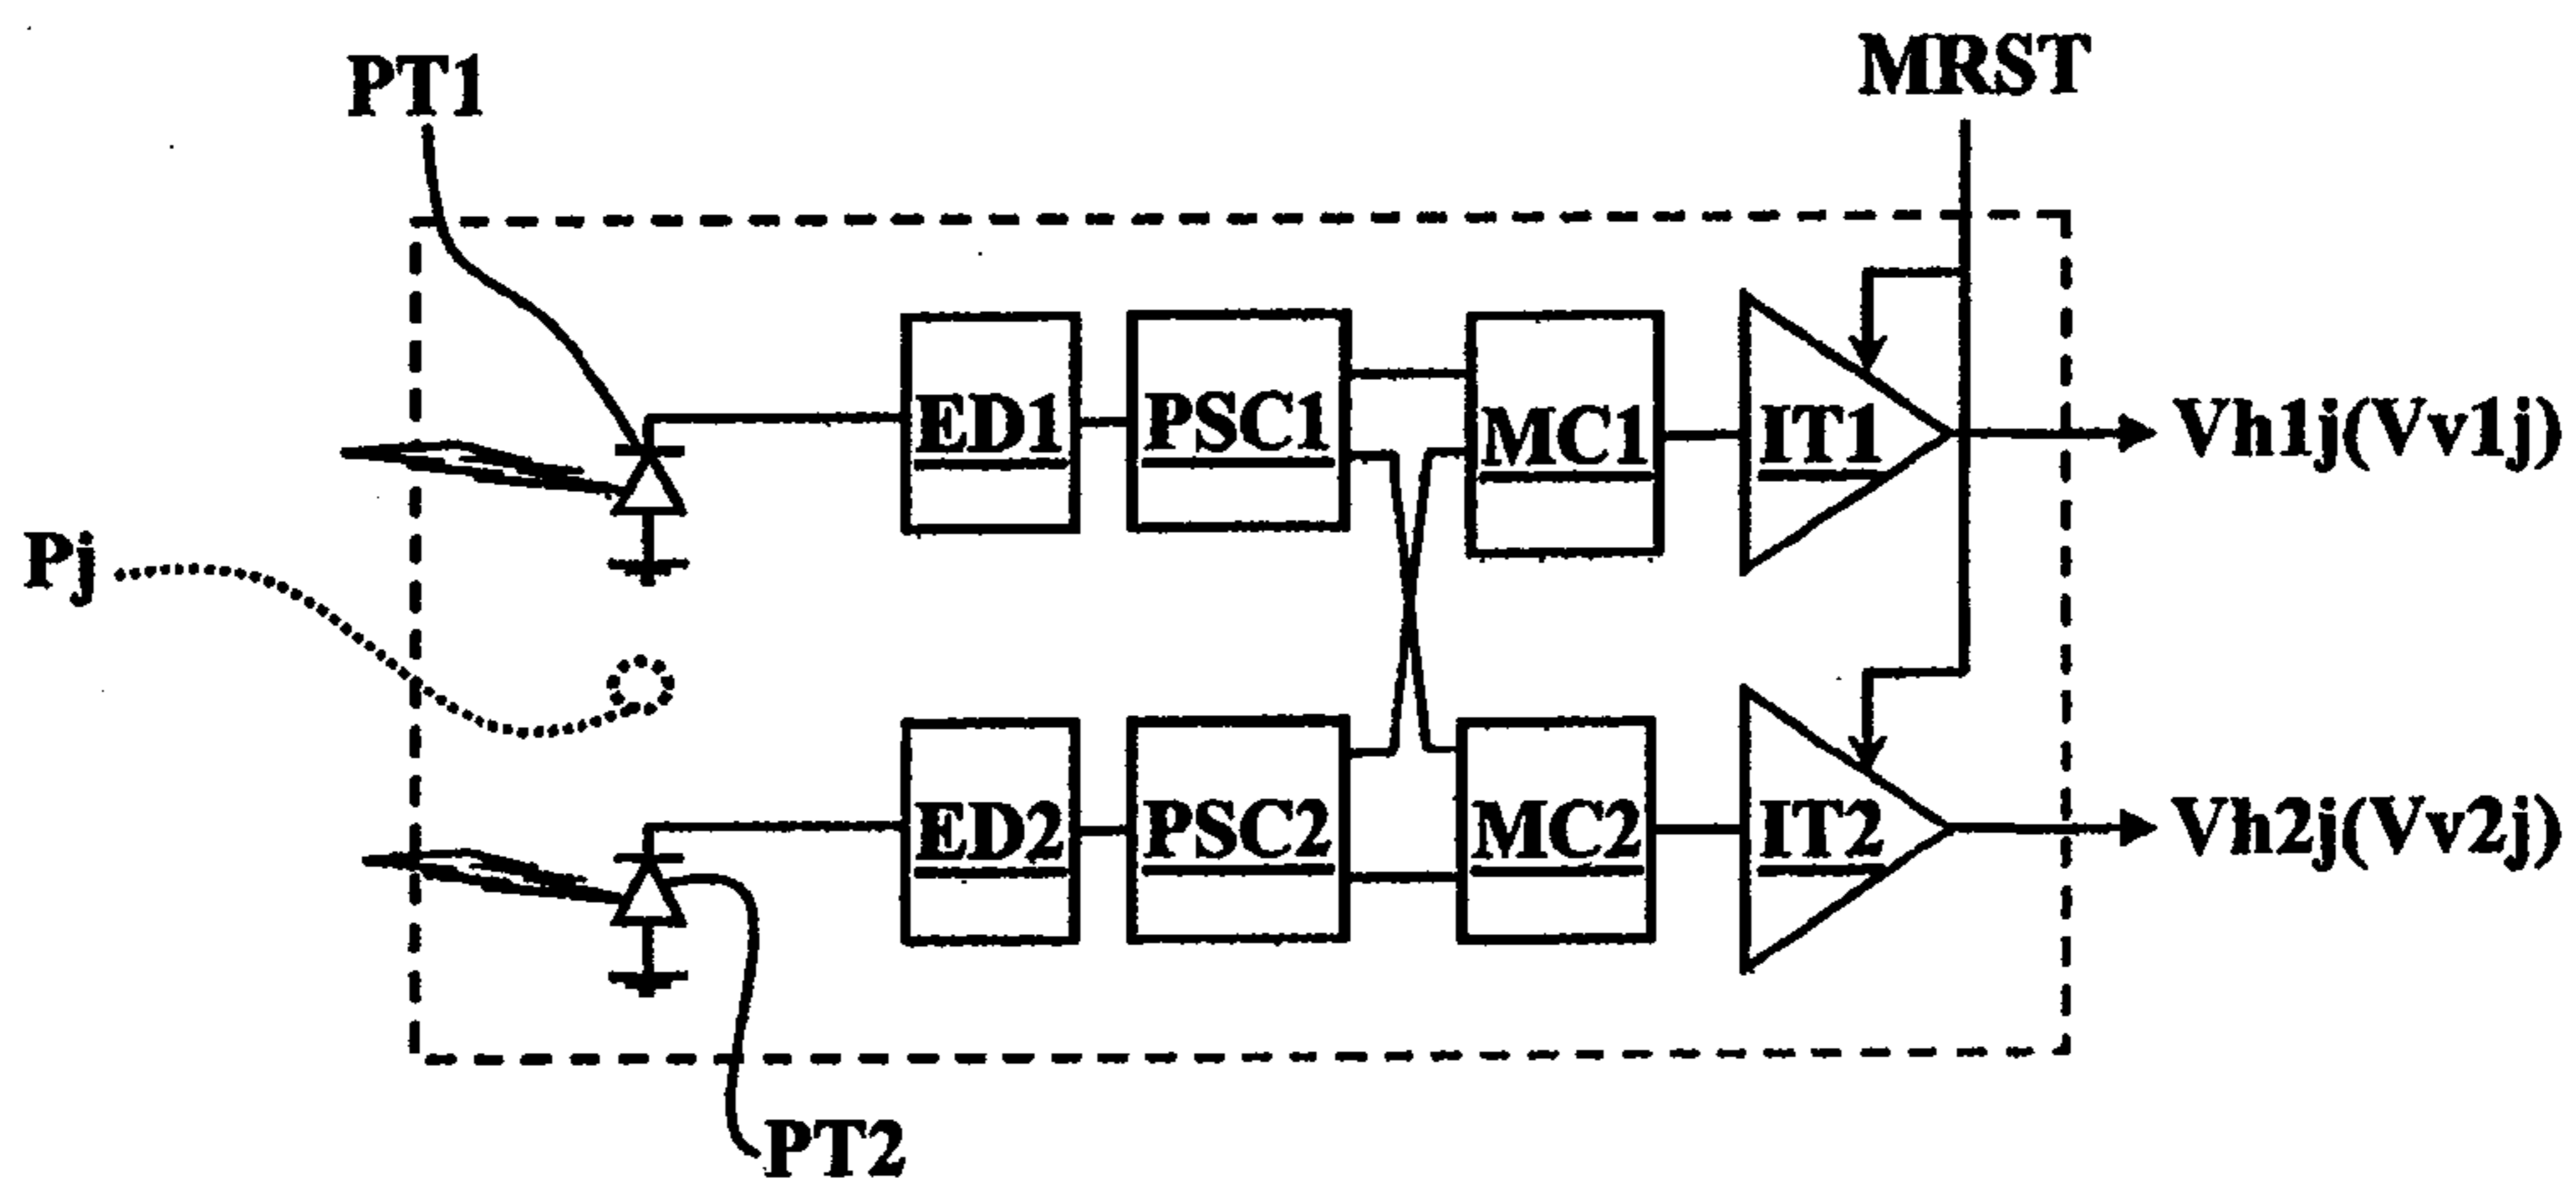 PT1
MRST
ED1
PSC1
MC1
IT1
Vh1j(Vv1j)
Pj
ED2
PSC2
MC2
IT2
Vh2j(Vv2j)
PT2